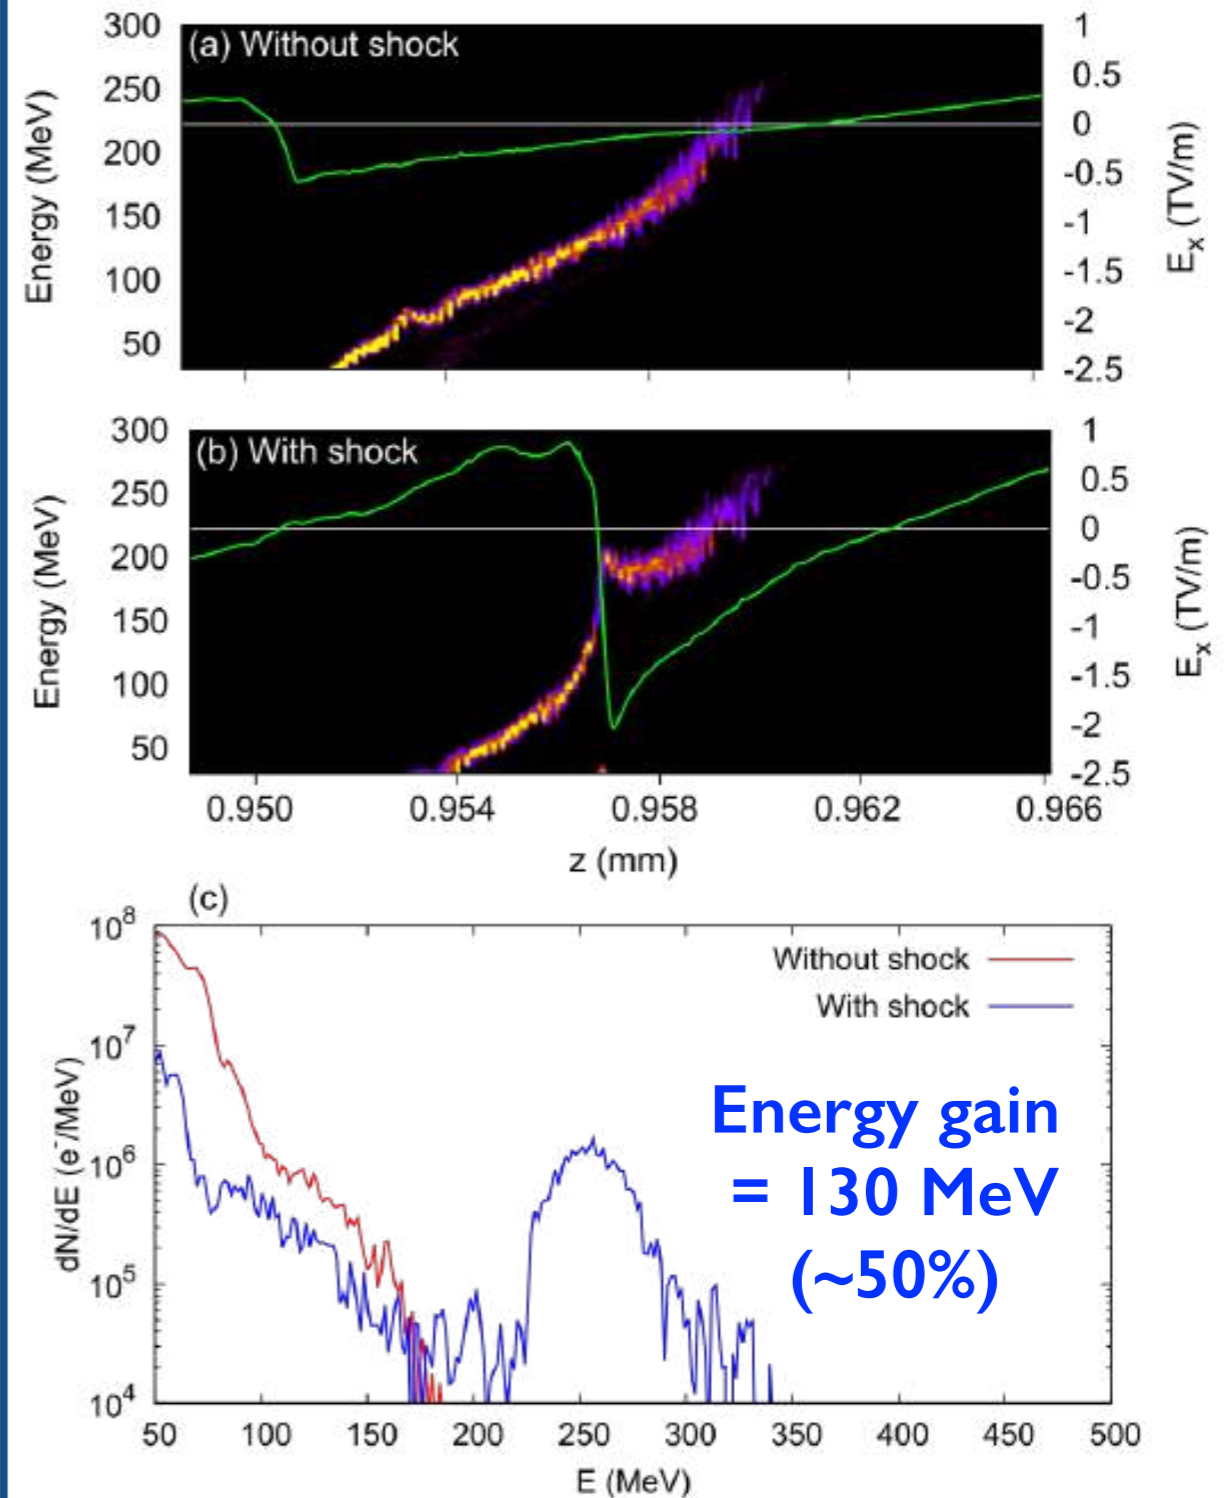 (a) Without shock
300
250
200
150
100
50
Energy (MeV)
1
0.5
0
-0.5
-1
-1.5
-2
-2.5
Eₓ (TV/m)
(b) With shock
300
250
200
150
100
50
Energy (MeV)
1
0.5
0
-0.5
-1
-1.5
-2
-2.5
Eₓ (TV/m)
0.950 0.954 0.958 0.962 0.966
z (mm)
(c)
10⁸
10⁷
10⁶
10⁵
10⁴
dN/dE (e⁻/MeV)
Without shock
With shock
Energy gain
= 130 MeV
(~50%)
50 100 150 200 250 300 350 400 450 500
E (MeV)